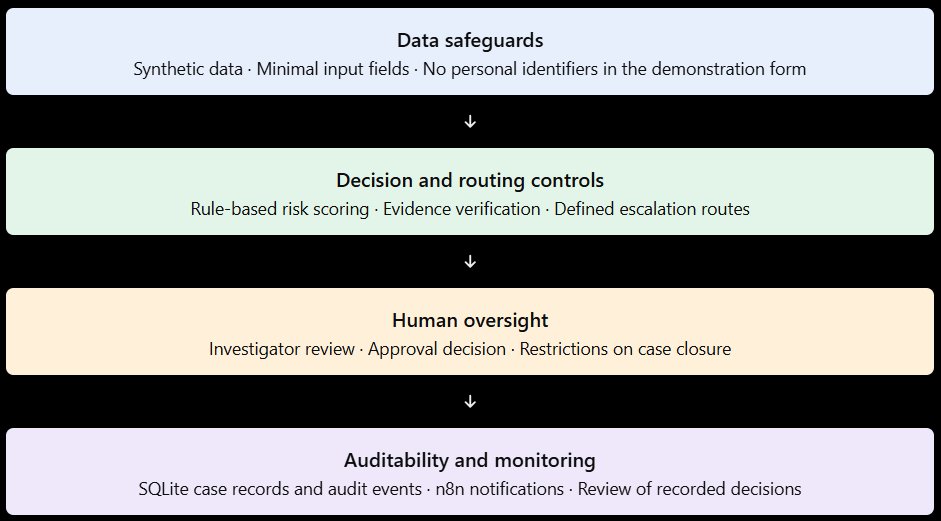 Data safeguards
Synthetic data · Minimal input fields · No personal identifiers in the demonstration form
↓
Decision and routing controls
Rule-based risk scoring · Evidence verification · Defined escalation routes
↓
Human oversight
Investigator review · Approval decision · Restrictions on case closure
↓
Auditability and monitoring
SQLite case records and audit events · n8n notifications · Review of recorded decisions